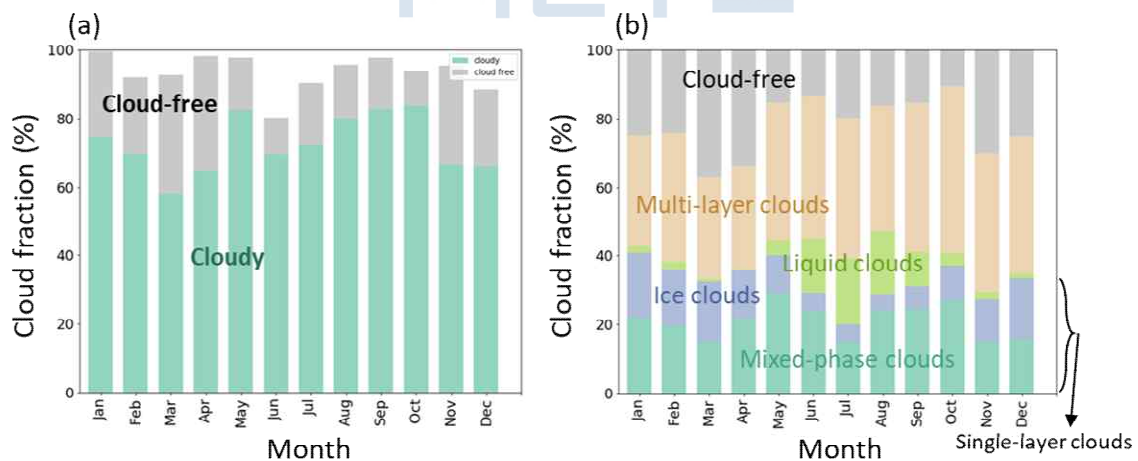 (a)
100
80
60
40
20
0
Cloud fraction (%)
cloudy
cloud free
Cloud-free
Cloudy
Jan
Feb
Mar
Apr
May
Jun
Jul
Aug
Sep
Oct
Nov
Dec
Month
(b)
100
80
60
40
20
0
Cloud fraction (%)
Cloud-free
Multi-layer clouds
Liquid clouds
Ice clouds
Mixed-phase clouds
Jan
Feb
Mar
Apr
May
Jun
Jul
Aug
Sep
Oct
Nov
Dec
Month
Single-layer clouds